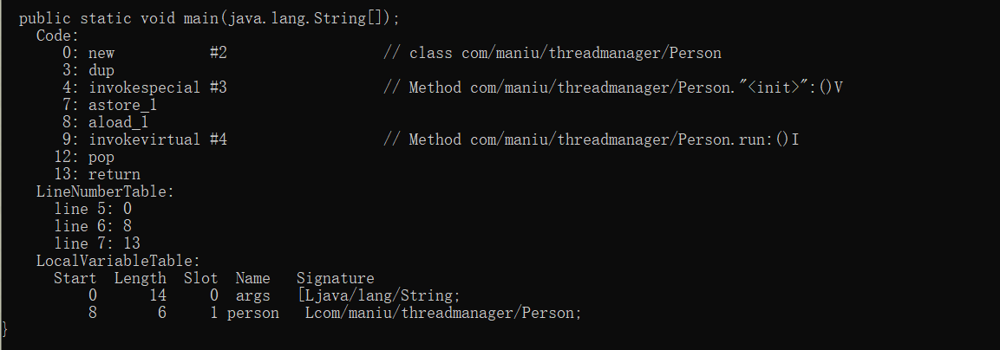 public static void main(java.lang.String[]);
Code:
0: new #2 // class com/maniu/threadmanager/Person
3: dup
4: invokespecial #3 // Method com/maniu/threadmanager/Person."<init>":()V
7: astore_1
8: aload_1
9: invokevirtual #4 // Method com/maniu/threadmanager/Person.run:()I
12: pop
13: return
LineNumberTable:
line 5: 0
line 6: 8
line 7: 13
LocalVariableTable:
Start Length Slot Name Signature
0 14 0 args [Ljava/lang/String;
8 6 1 person Lcom/maniu/threadmanager/Person;
}